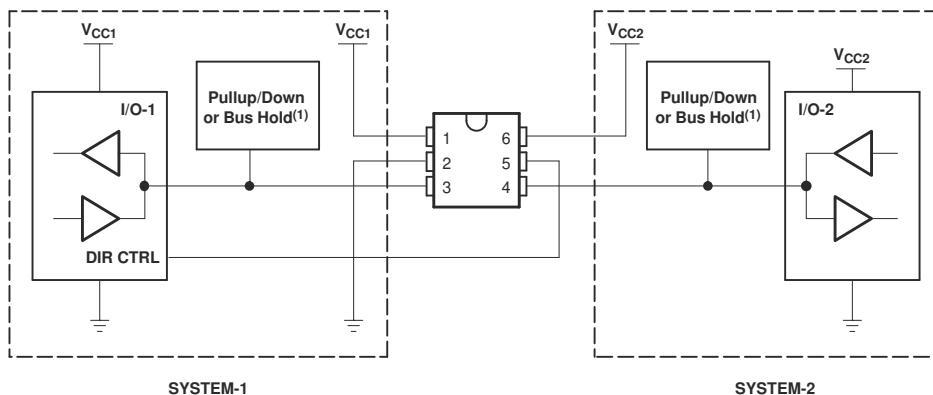 VCC1
VCC1
I/O-1
Pullup/Down
or Bus Hold(1)
DIR CTRL
1
2
3
6
5
4
VCC2
VCC2
Pullup/Down
or Bus Hold(1)
I/O-2
SYSTEM-1
SYSTEM-2